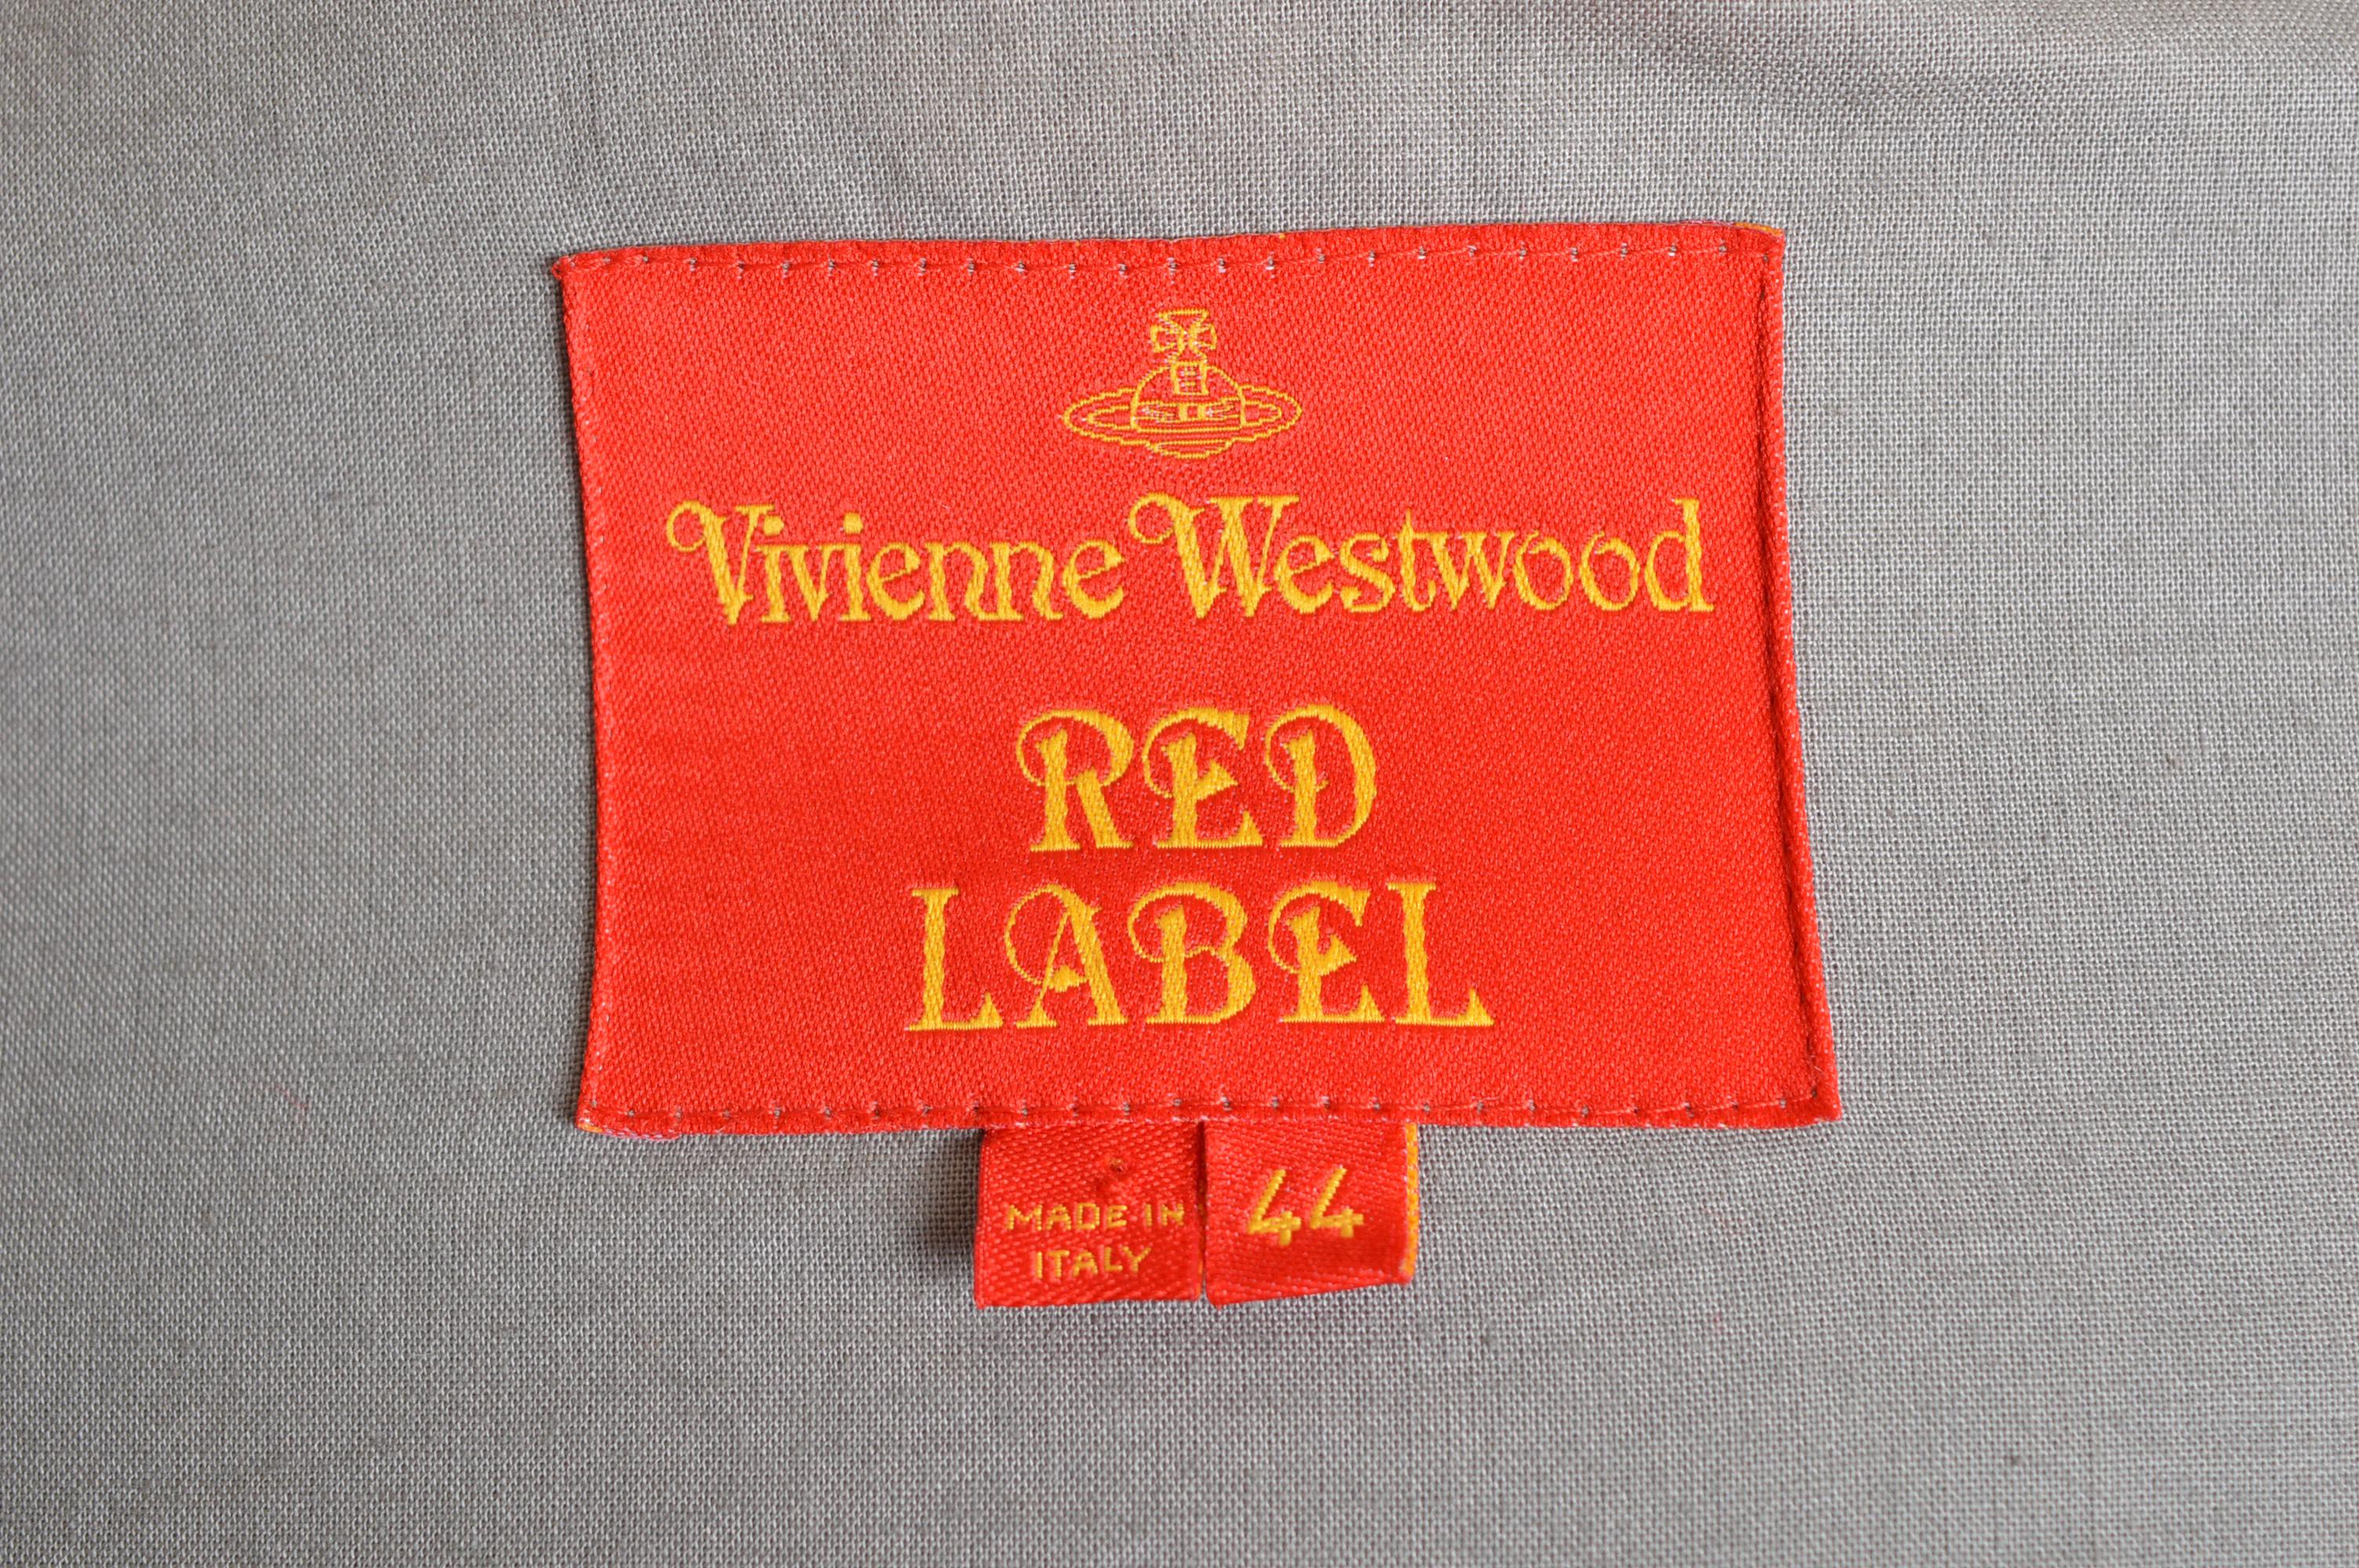 Vivienne Westwood
RED
LABEL
MADE IN
ITALY
44